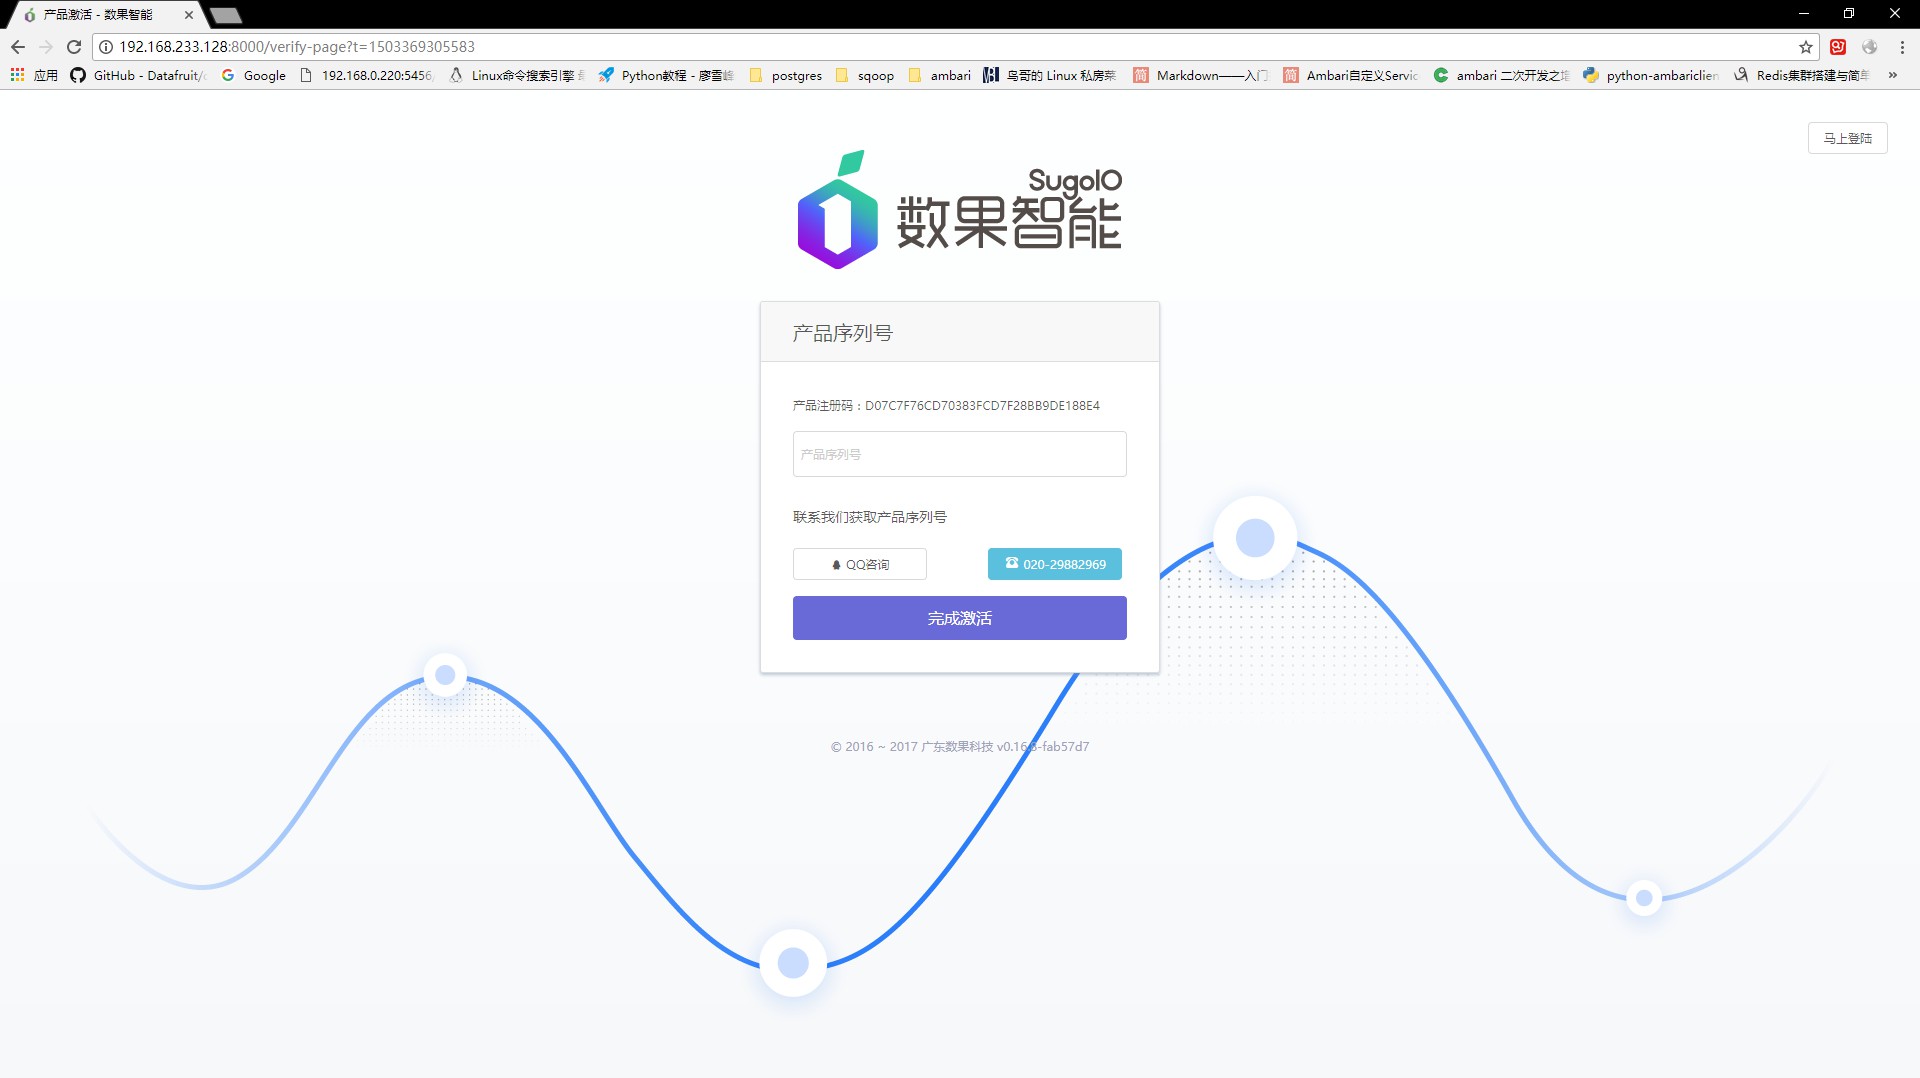 产品激活 - 数果智能
192.168.233.128:8000/verify-page?t=1503369305583
应用 GitHub - Datafruit/ Google 192.168.0.220:5456 Linux命令搜索引擎 Python教程 - 廖雪峰 postgres sqoop ambari 鸟哥的 Linux 私房菜 Markdown——入门 Ambari自定义Servic ambari 二次开发之 python-ambariclien Redis集群搭建与简单 »
马上登陆
SugoIO
数果智能
产品序列号
产品注册码：D07C7F76CD70383FCD7F28BB9DE188E4
产品序列号
联系我们获取产品序列号
QQ咨询 020-29882969
完成激活
© 2016 ~ 2017 广东数果科技 v0.16.8-fab57d7